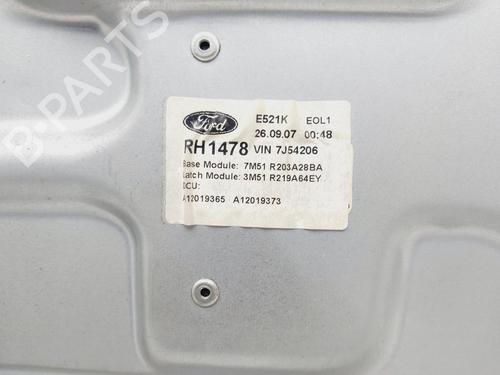 Ford
E521K EOL1
26.09.07 00:48
RH1478 VIN 7J54206
Base Module: 7M51 R203A28BA
Latch Module: 3M51 R219A64EY
A12019365 A12019373
B-PARTS